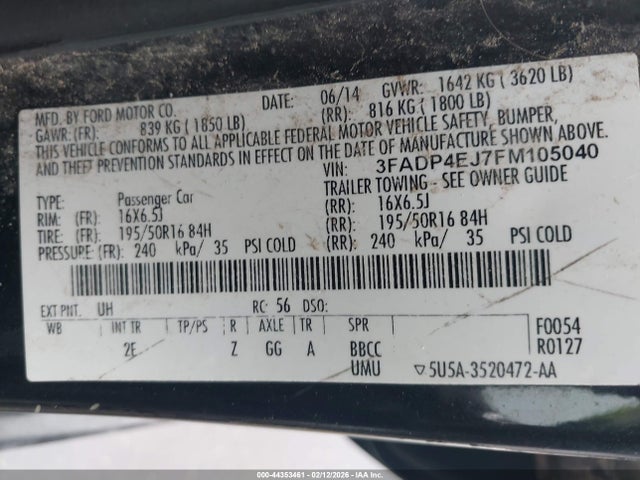 MFD. BY FORD MOTOR CO. DATE: 06/14 GVWR: 1642 KG ( 3620 LB)
GAWR: (FR): 839 KG ( 1850 LB) (RR): 816 KG ( 1800 LB)
THIS VEHICLE CONFORMS TO ALL APPLICABLE FEDERAL MOTOR VEHICLE SAFETY, BUMPER,
AND THEFT PREVENTION STANDARDS IN EFFECT ON THE DATE OF MANUFACTURE SHOWN ABOVE.
VIN: 3FADP4EJ7FM105040
TYPE: Passenger Car TRAILER TOWING - SEE OWNER GUIDE
RIM: (FR): 16X6.5J (RR): 16X6.5J
TIRE: (FR): 195/50R16 84H (RR): 195/50R16 84H
PRESSURE: (FR): 240 kPa/ 35 PSI COLD (RR): 240 kPa/ 35 PSI COLD
EXT PNT. UH RC: 56 DSO:
WB INT TR TP/PS R AXLE TR SPR F0054
2E Z GG A BBCC R0127
UMU ▽5U5A-3520472-AA
000-44353461 - 02/12/2026 - IAA Inc.